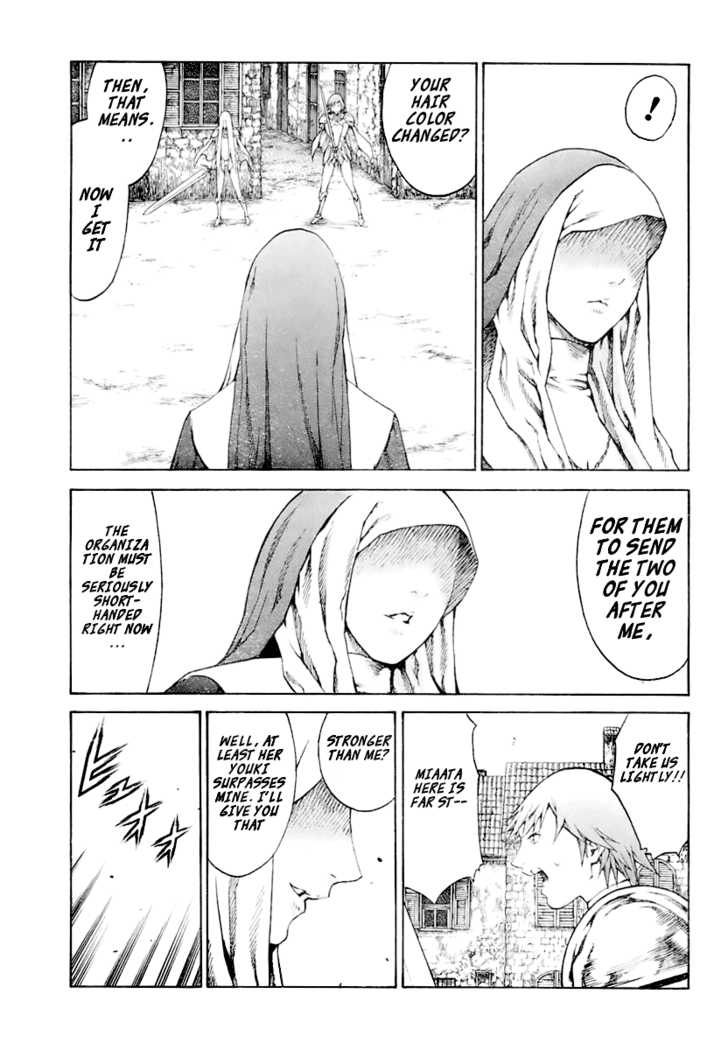 !
YOUR
HAIR
COLOR
CHANGED?
THEN,
THAT
MEANS.
..
NOW
I
GET
IT
FOR THEM
TO SEND
THE TWO
OF YOU
AFTER
ME,
THE
ORGANIZA
TION MUST
BE
SERIOUSLY
SHORT-
HANDED
RIGHT NOW
...
DON'T
TAKE US
LIGHTLY!!
MIAATA
HERE IS
FAR ST--
STRONGER
THAN ME?
WELL, AT
LEAST HER
YOUKI
SURPASSES
MINE. I'LL
GIVE YOU
THAT